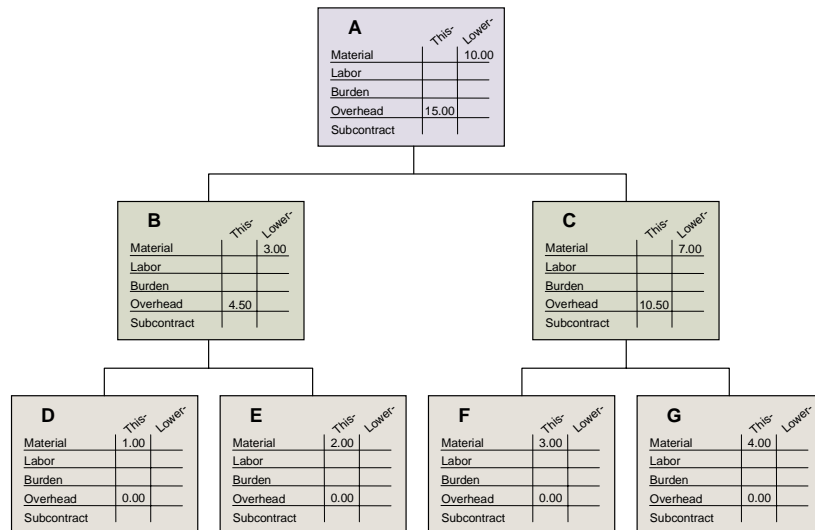 A This- Lower-
Material 10.00
Labor
Burden
Overhead 15.00
Subcontract
B This- Lower-
Material 3.00
Labor
Burden
Overhead 4.50
Subcontract
C This- Lower-
Material 7.00
Labor
Burden
Overhead 10.50
Subcontract
D This- Lower-
Material 1.00
Labor
Burden
Overhead 0.00
Subcontract
E This- Lower-
Material 2.00
Labor
Burden
Overhead 0.00
Subcontract
F This- Lower-
Material 3.00
Labor
Burden
Overhead 0.00
Subcontract
G This- Lower-
Material 4.00
Labor
Burden
Overhead 0.00
Subcontract